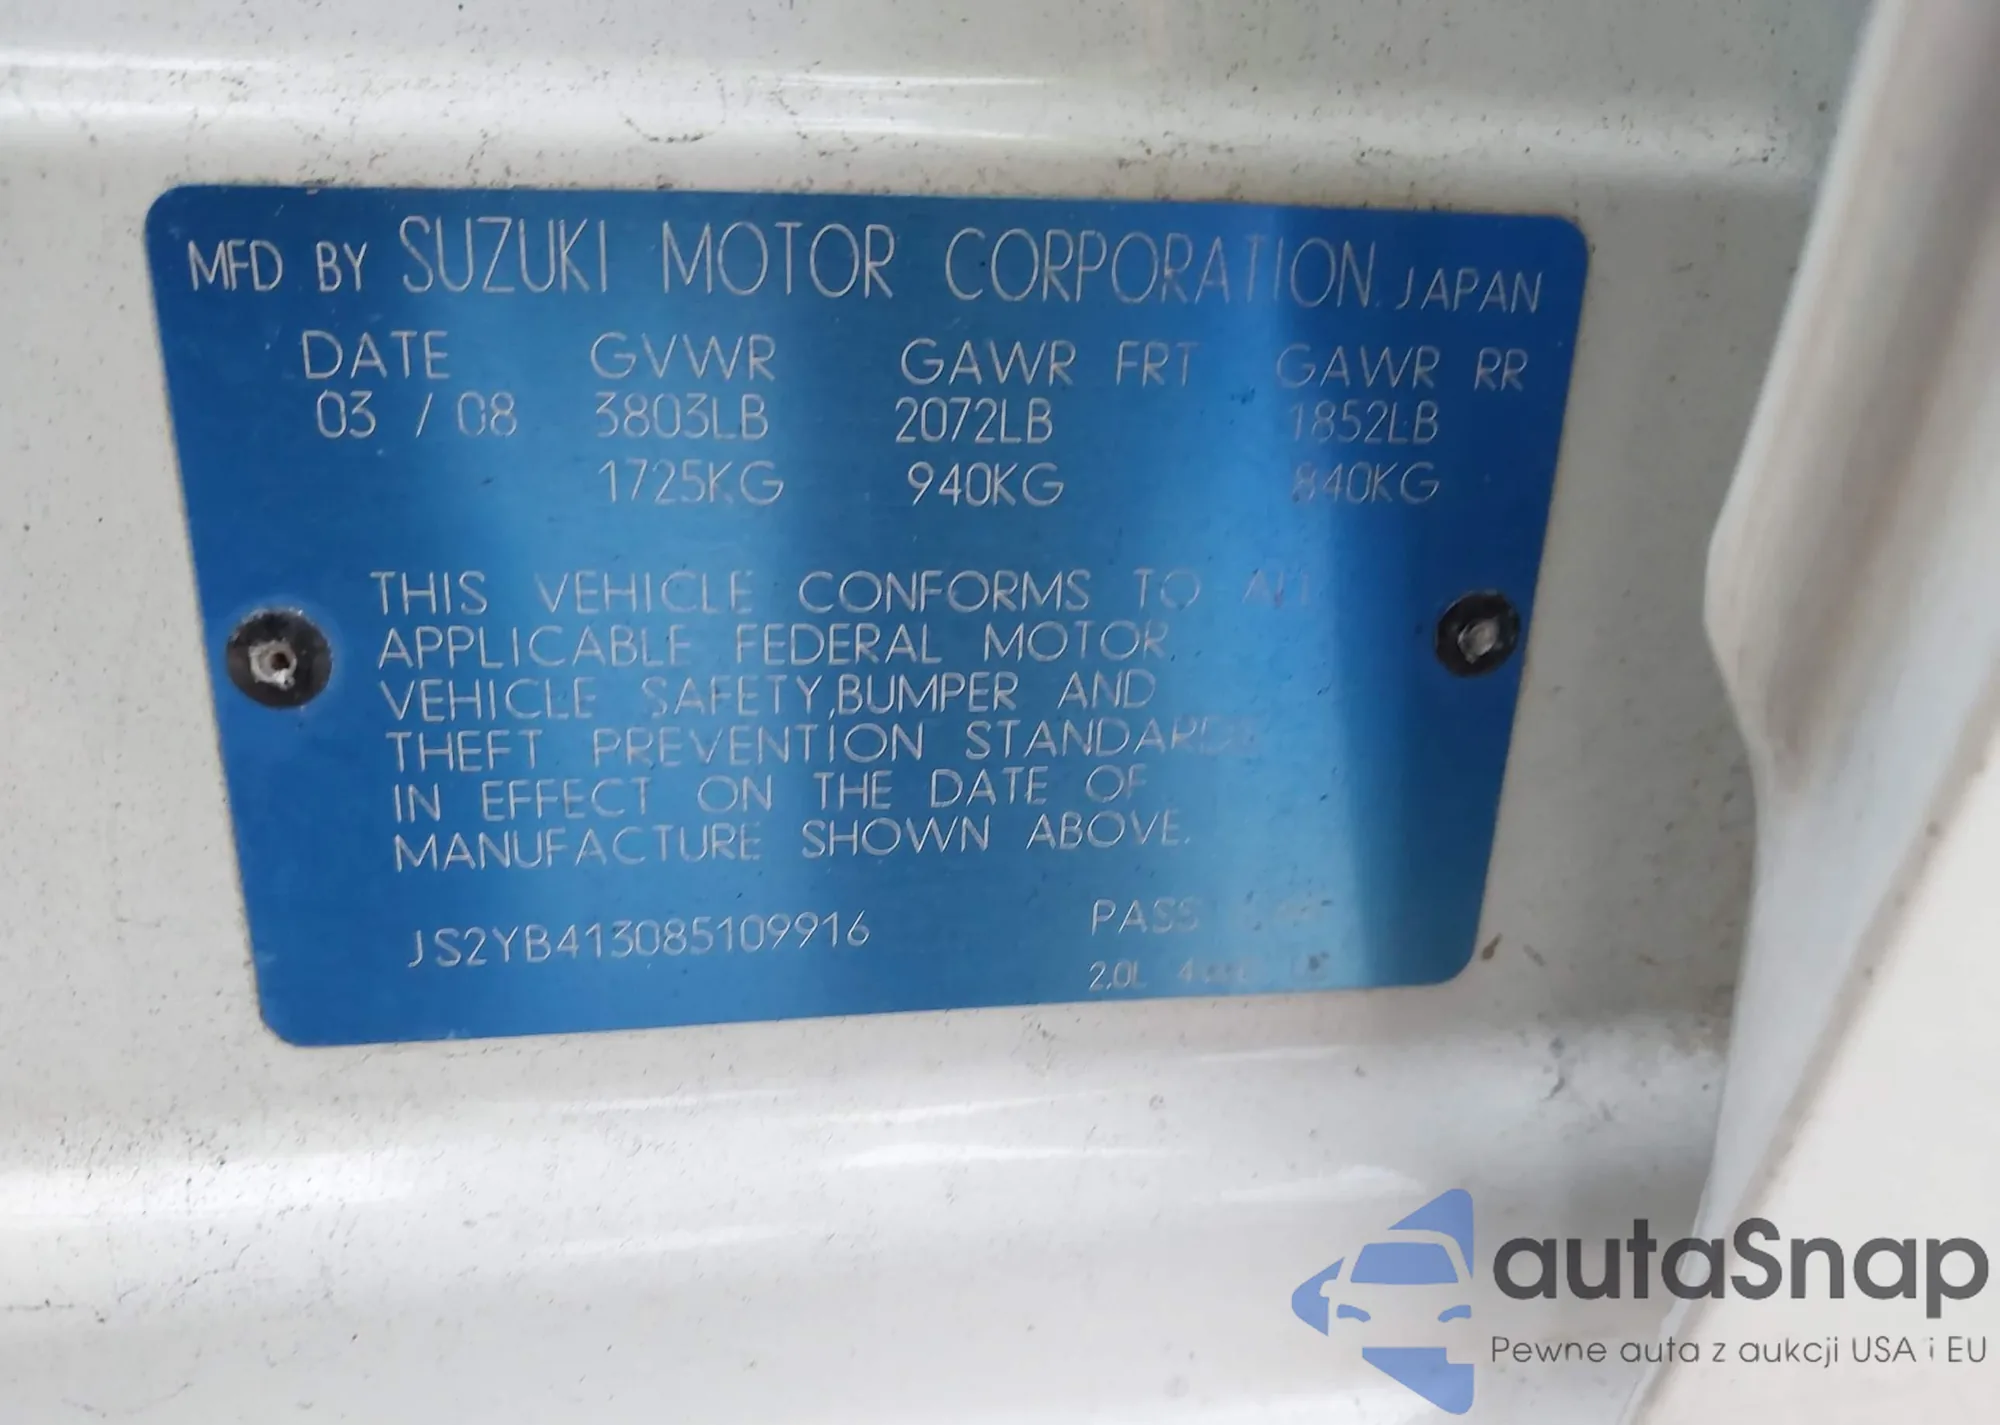 MFD BY SUZUKI MOTOR CORPORATION. JAPAN
DATE GVWR GAWR FRT GAWR RR
03 / 08 3803LB 2072LB 1852LB
1725KG 940KG 840KG
THIS VEHICLE CONFORMS TO ALL
APPLICABLE FEDERAL MOTOR
VEHICLE SAFETY,BUMPER AND
THEFT PREVENTION STANDARDS
IN EFFECT ON THE DATE OF
MANUFACTURE SHOWN ABOVE.
JS2YB413085109916 PASS
2.0L
autaSnap
Pewne auta z aukcji USA i EU